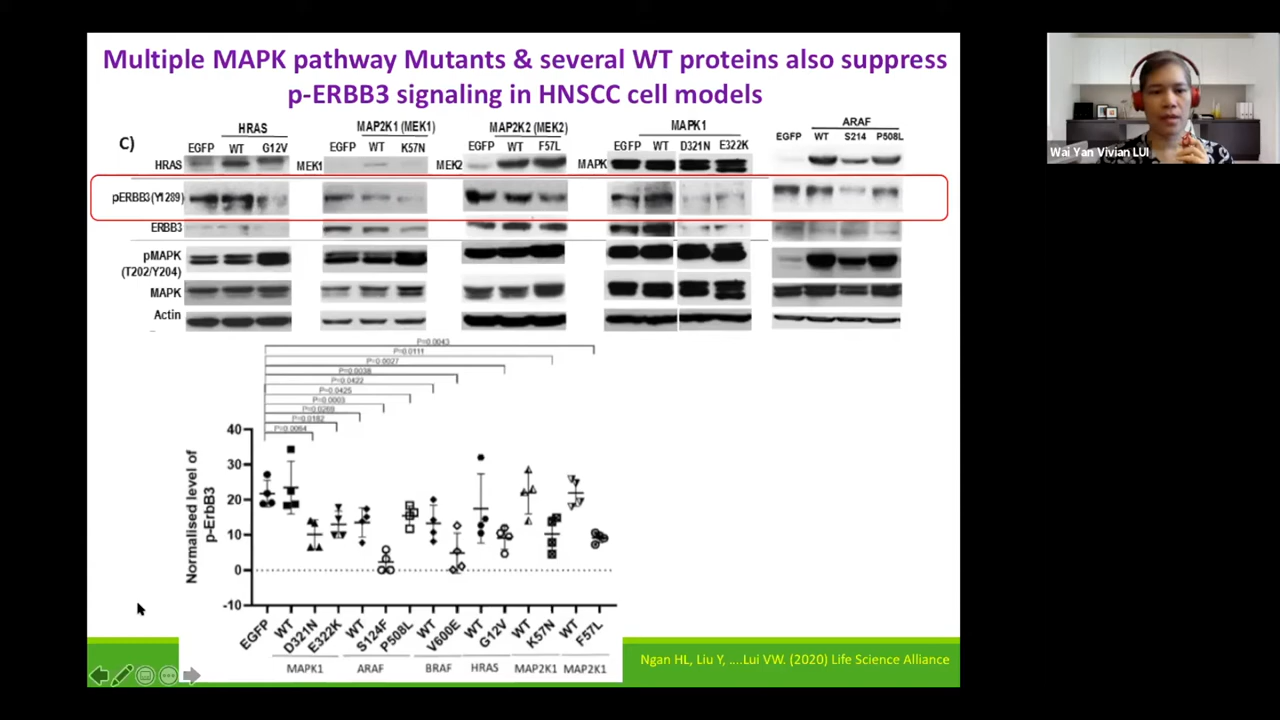 Multiple MAPK pathway Mutants & several WT proteins also suppress
p-ERBB3 signaling in HNSCC cell models
C)
HRAS
EGFP WT G12V
MAP2K1 (MEK1)
EGFP WT K57N
MAP2K2 (MEK2)
EGFP WT F57L
MAPK1
EGFP WT D321N E322K
ARAF
EGFP WT S214 P508L
HRAS
MEK1
MEK2
MAPK
pERBB3(Y1289)
ERBB3
pMAPK
(T202/Y204)
MAPK
Actin
P=0.0043
P=0.0111
P=0.0027
P=0.0038
P=0.0422
P=0.0425
P=0.0003
P=0.0269
P=0.0182
P=0.0064
Normalised level of
p-ErbB3
40
30
20
10
0
-10
EGFP WT D321N E322K WT S124F P508L WT V600E WT G12V WT K57N WT F57L
MAPK1 ARAF BRAF HRAS MAP2K1 MAP2K1
Ngan HL, Liu Y, ....Lui VW. (2020) Life Science Alliance
Wai Yan Vivian LUI